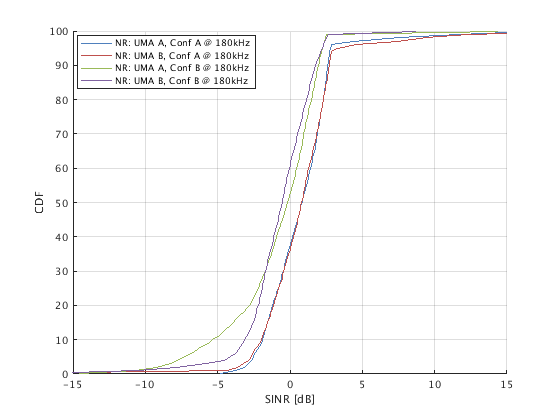 100
90
80
70
60
50
40
30
20
10
0
CDF
NR: UMA A, Conf A @ 180kHz
NR: UMA B, Conf A @ 180kHz
NR: UMA A, Conf B @ 180kHz
NR: UMA B, Conf B @ 180kHz
-15 -10 -5 0 5 10 15
SINR [dB]